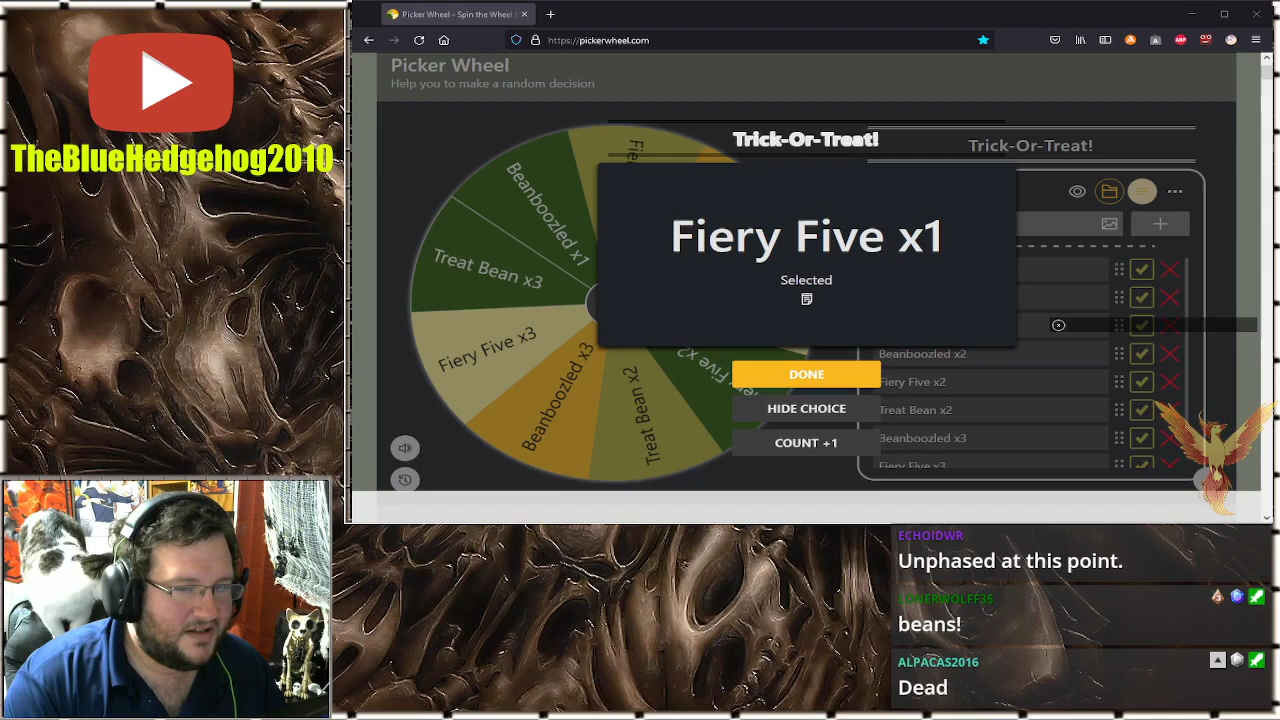 TheBlueHedgehog2010
Picker Wheel - Spin the Wheel
https://pickerwheel.com
Picker Wheel
Help you to make a random decision
Trick-Or-Treat!
Trick-Or-Treat!
Fiery Five x1
Selected
DONE
HIDE CHOICE
COUNT +1
Beanboozled x1
Treat Bean x3
Fiery Five x3
Beanboozled x3
Treat Bean x2
Beanboozled x2
Fiery Five x2
Treat Bean x2
Beanboozled x3
Fiery Five x3
ECHOIDWR
Unphased at this point.
beans!
ALPACAS2016
Dead